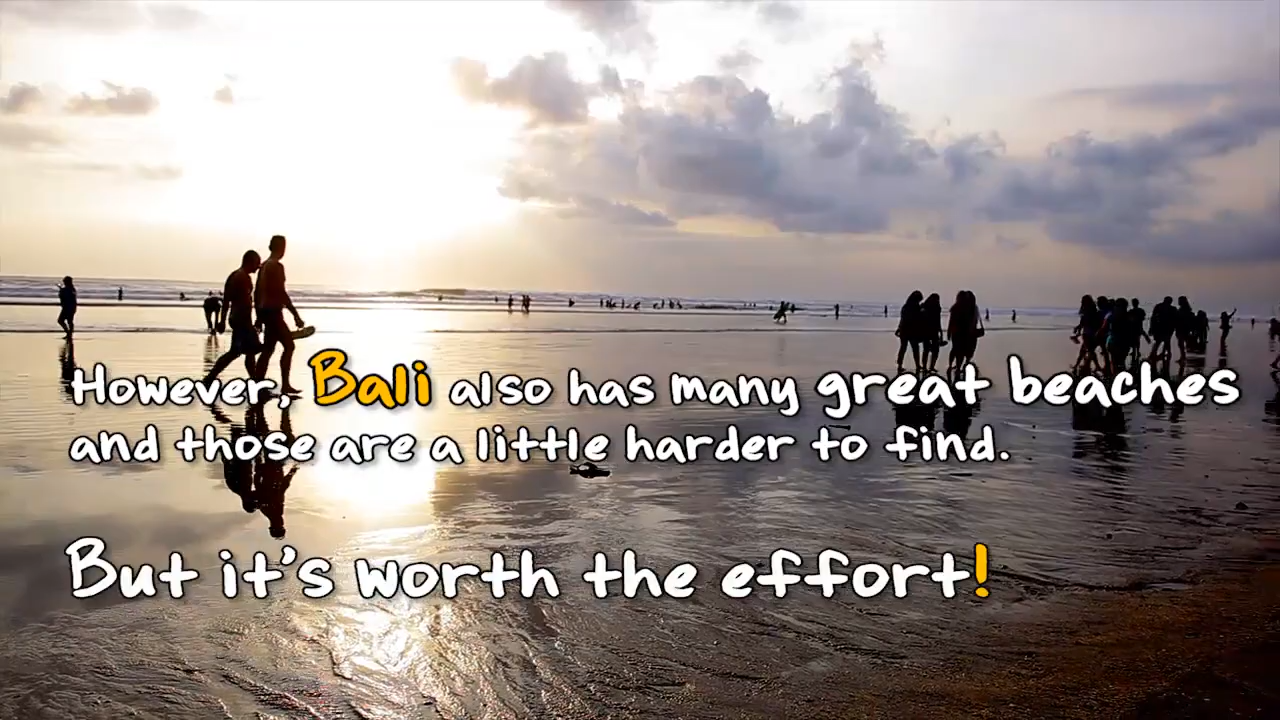 However, Bali also has many great beaches
and those are a little harder to find.
But it's worth the effort!